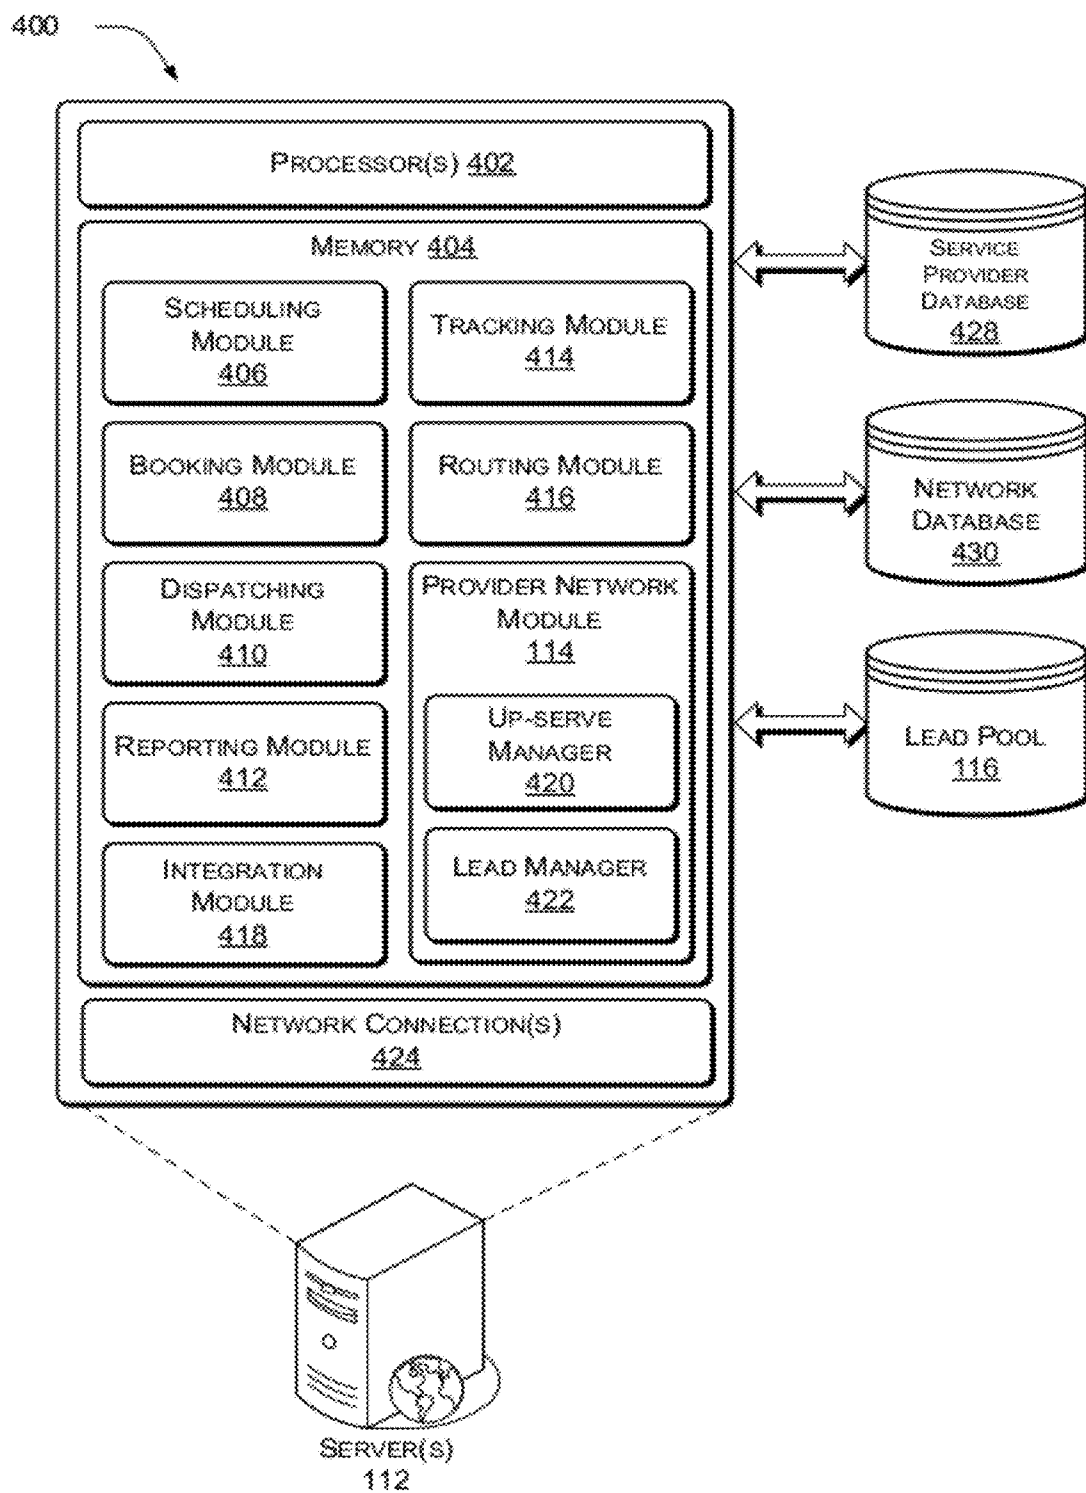 400
PROCESSOR(S) 402
MEMORY 404
SCHEDULING
MODULE
406
TRACKING MODULE
414
BOOKING MODULE
408
ROUTING MODULE
416
DISPATCHING
MODULE
410
PROVIDER NETWORK
MODULE
114
REPORTING MODULE
412
UP-SERVE
MANAGER
420
INTEGRATION
MODULE
418
LEAD MANAGER
422
NETWORK CONNECTION(S)
424
SERVICE
PROVIDER
DATABASE
428
NETWORK
DATABASE
430
LEAD POOL
116
SERVER(S)
112